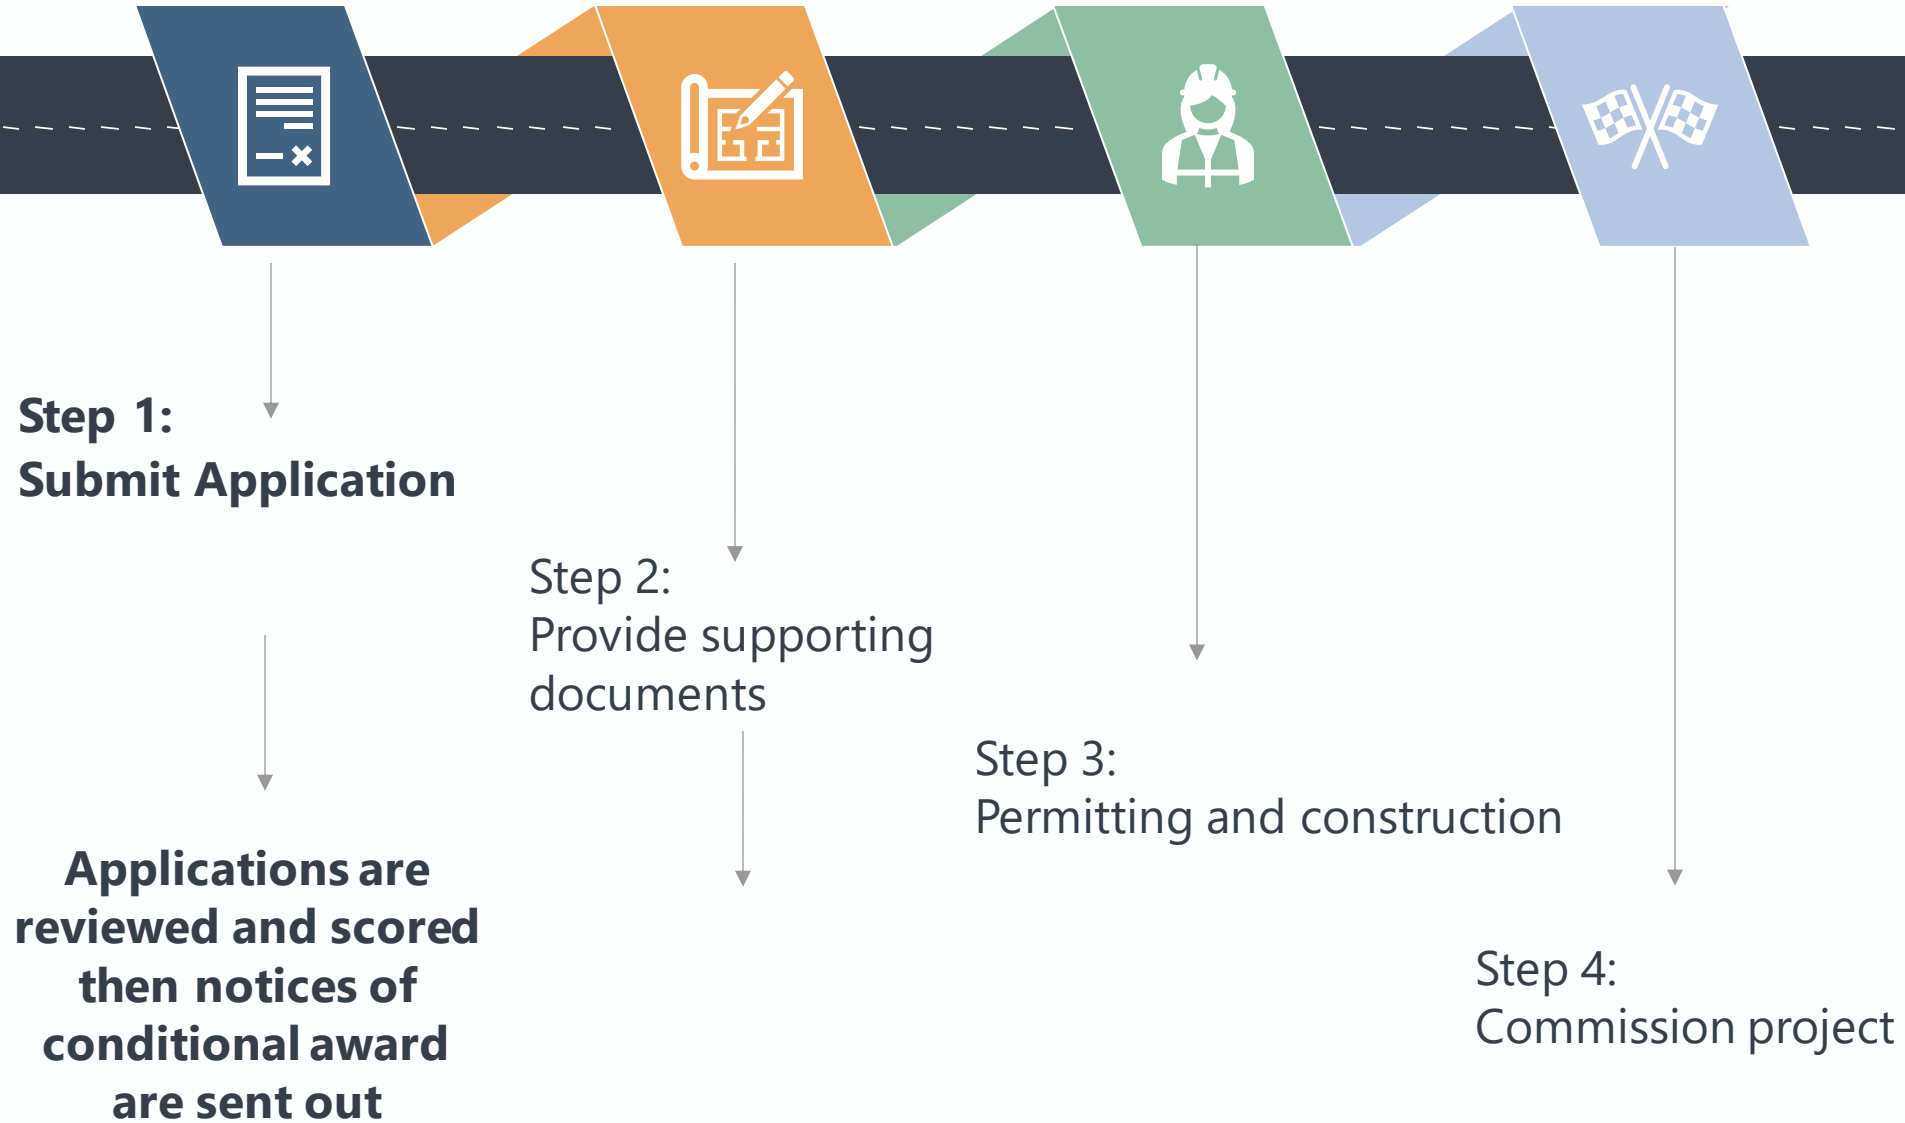 Step 1:
Submit Application
Applications are
reviewed and scored
then notices of
conditional award
are sent out
Step 2:
Provide supporting
documents
Step 3:
Permitting and construction
Step 4:
Commission project